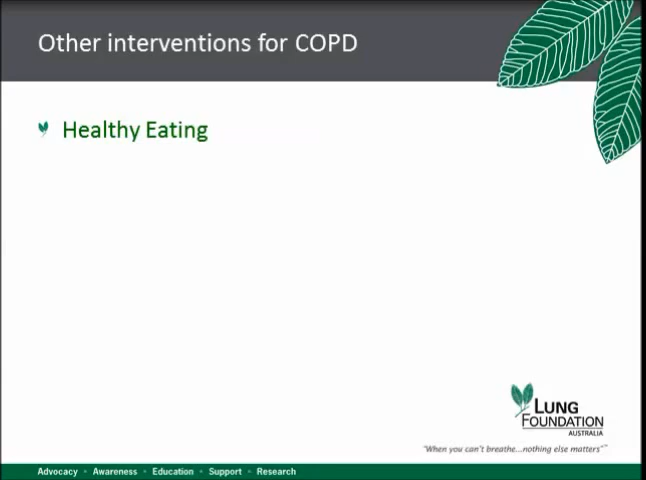 Other interventions for COPD
Healthy Eating
LUNG
FOUNDATION
AUSTRALIA
"When you can't breathe...nothing else matters"™
Advocacy • Awareness • Education • Support • Research